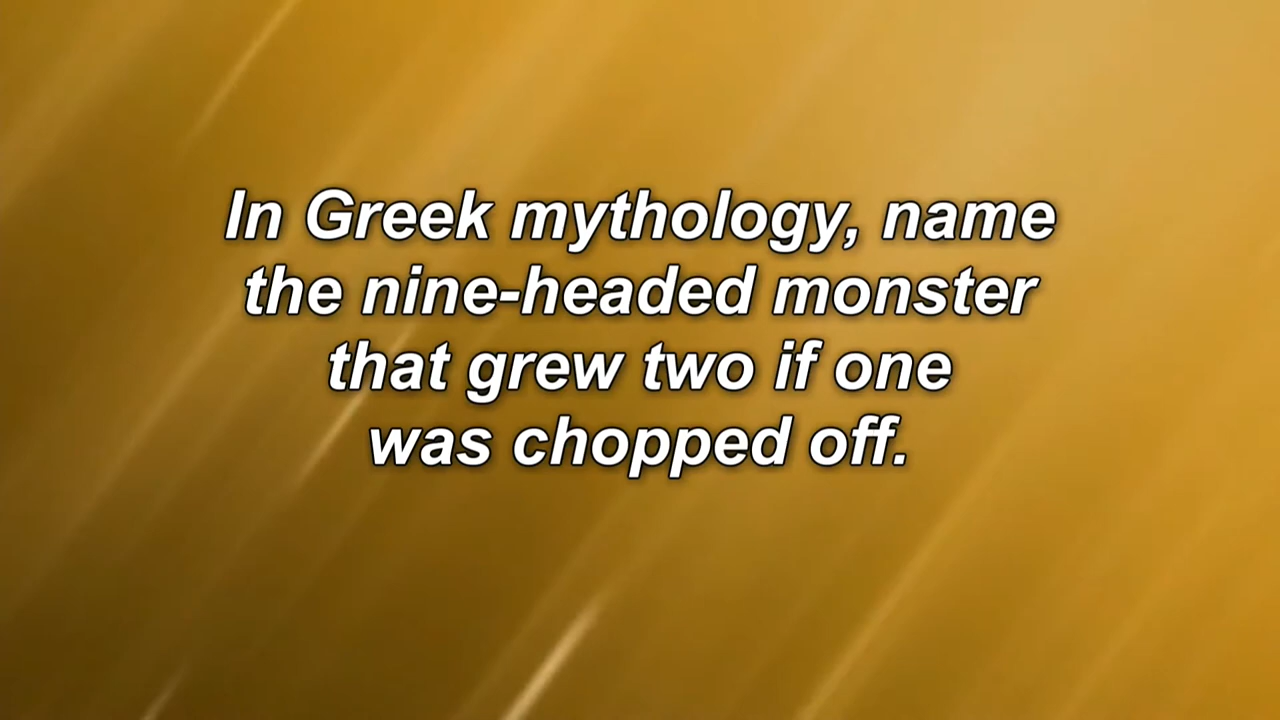 In Greek mythology, name
the nine-headed monster
that grew two if one
was chopped off.